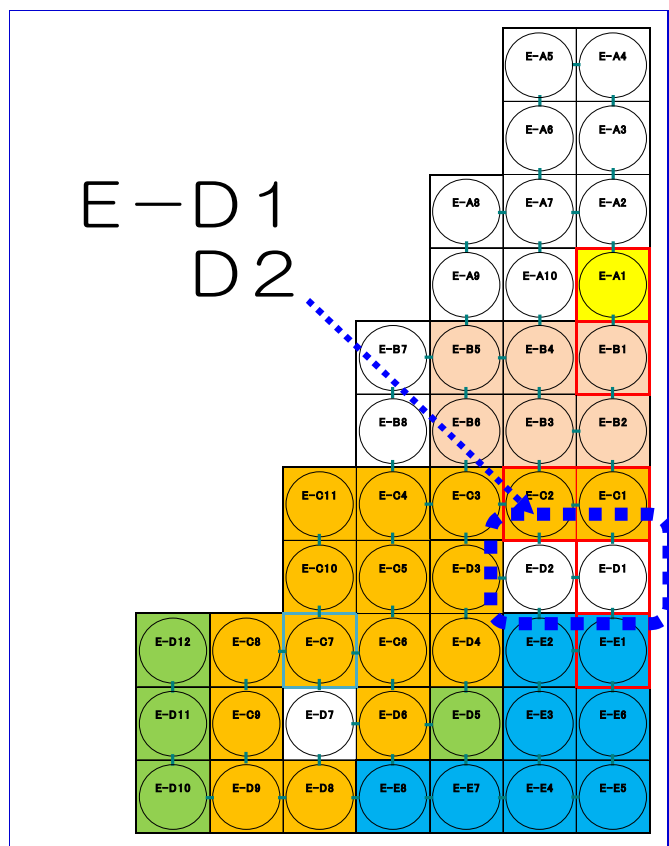 E-A5 E-A4
E-A6 E-A3
E-D1
E-A8 E-A7 E-A2
D2
E-A9 E-A10 E-A1
E-B7 E-B5 E-B4 E-B1
E-B8 E-B6 E-B3 E-B2
E-C11 E-C4 E-C3 E-C2 E-C1
E-C10 E-C5 E-D3 E-D2 E-D1
E-D12 E-C8 E-C7 E-C6 E-D4 E-E2 E-E1
E-D11 E-C9 E-D7 E-D6 E-D5 E-E3 E-E6
E-D10 E-D9 E-D8 E-E8 E-E7 E-E4 E-E5